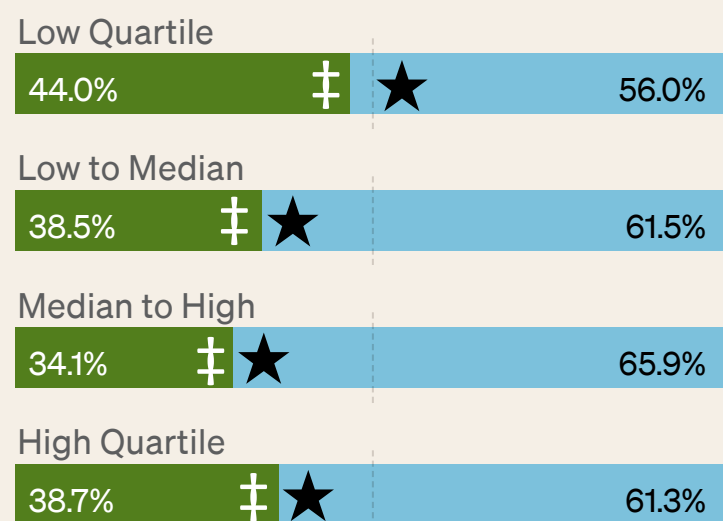 Low Quartile
44.0% ‡ ★ 56.0%
Low to Median
38.5% ‡ ★ 61.5%
Median to High
34.1% ‡ ★ 65.9%
High Quartile
38.7% ‡ ★ 61.3%